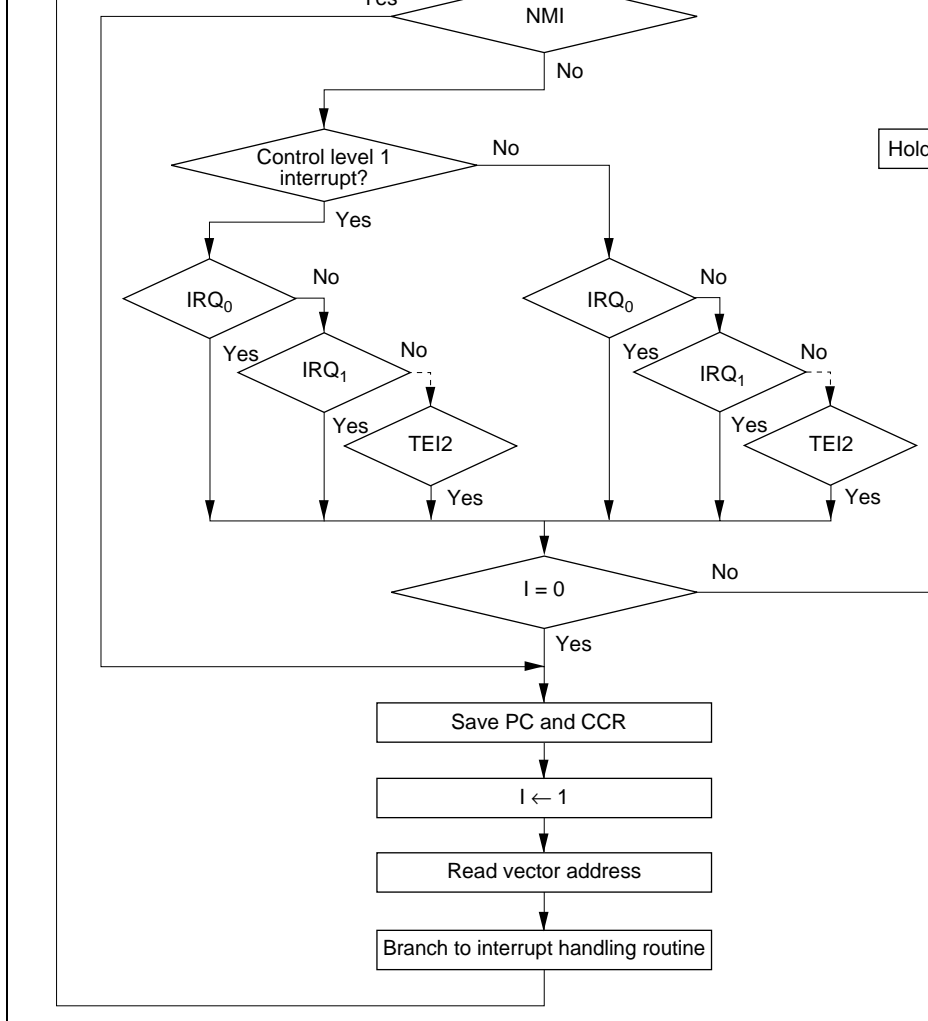 Yes
NMI
No
Control level 1
interrupt?
No
Hold
Yes
IRQ0
No
IRQ0
No
Yes
IRQ1
No
Yes
IRQ1
No
Yes
TEI2
Yes
TEI2
Yes
Yes
I = 0
No
Yes
Save PC and CCR
I ← 1
Read vector address
Branch to interrupt handling routine